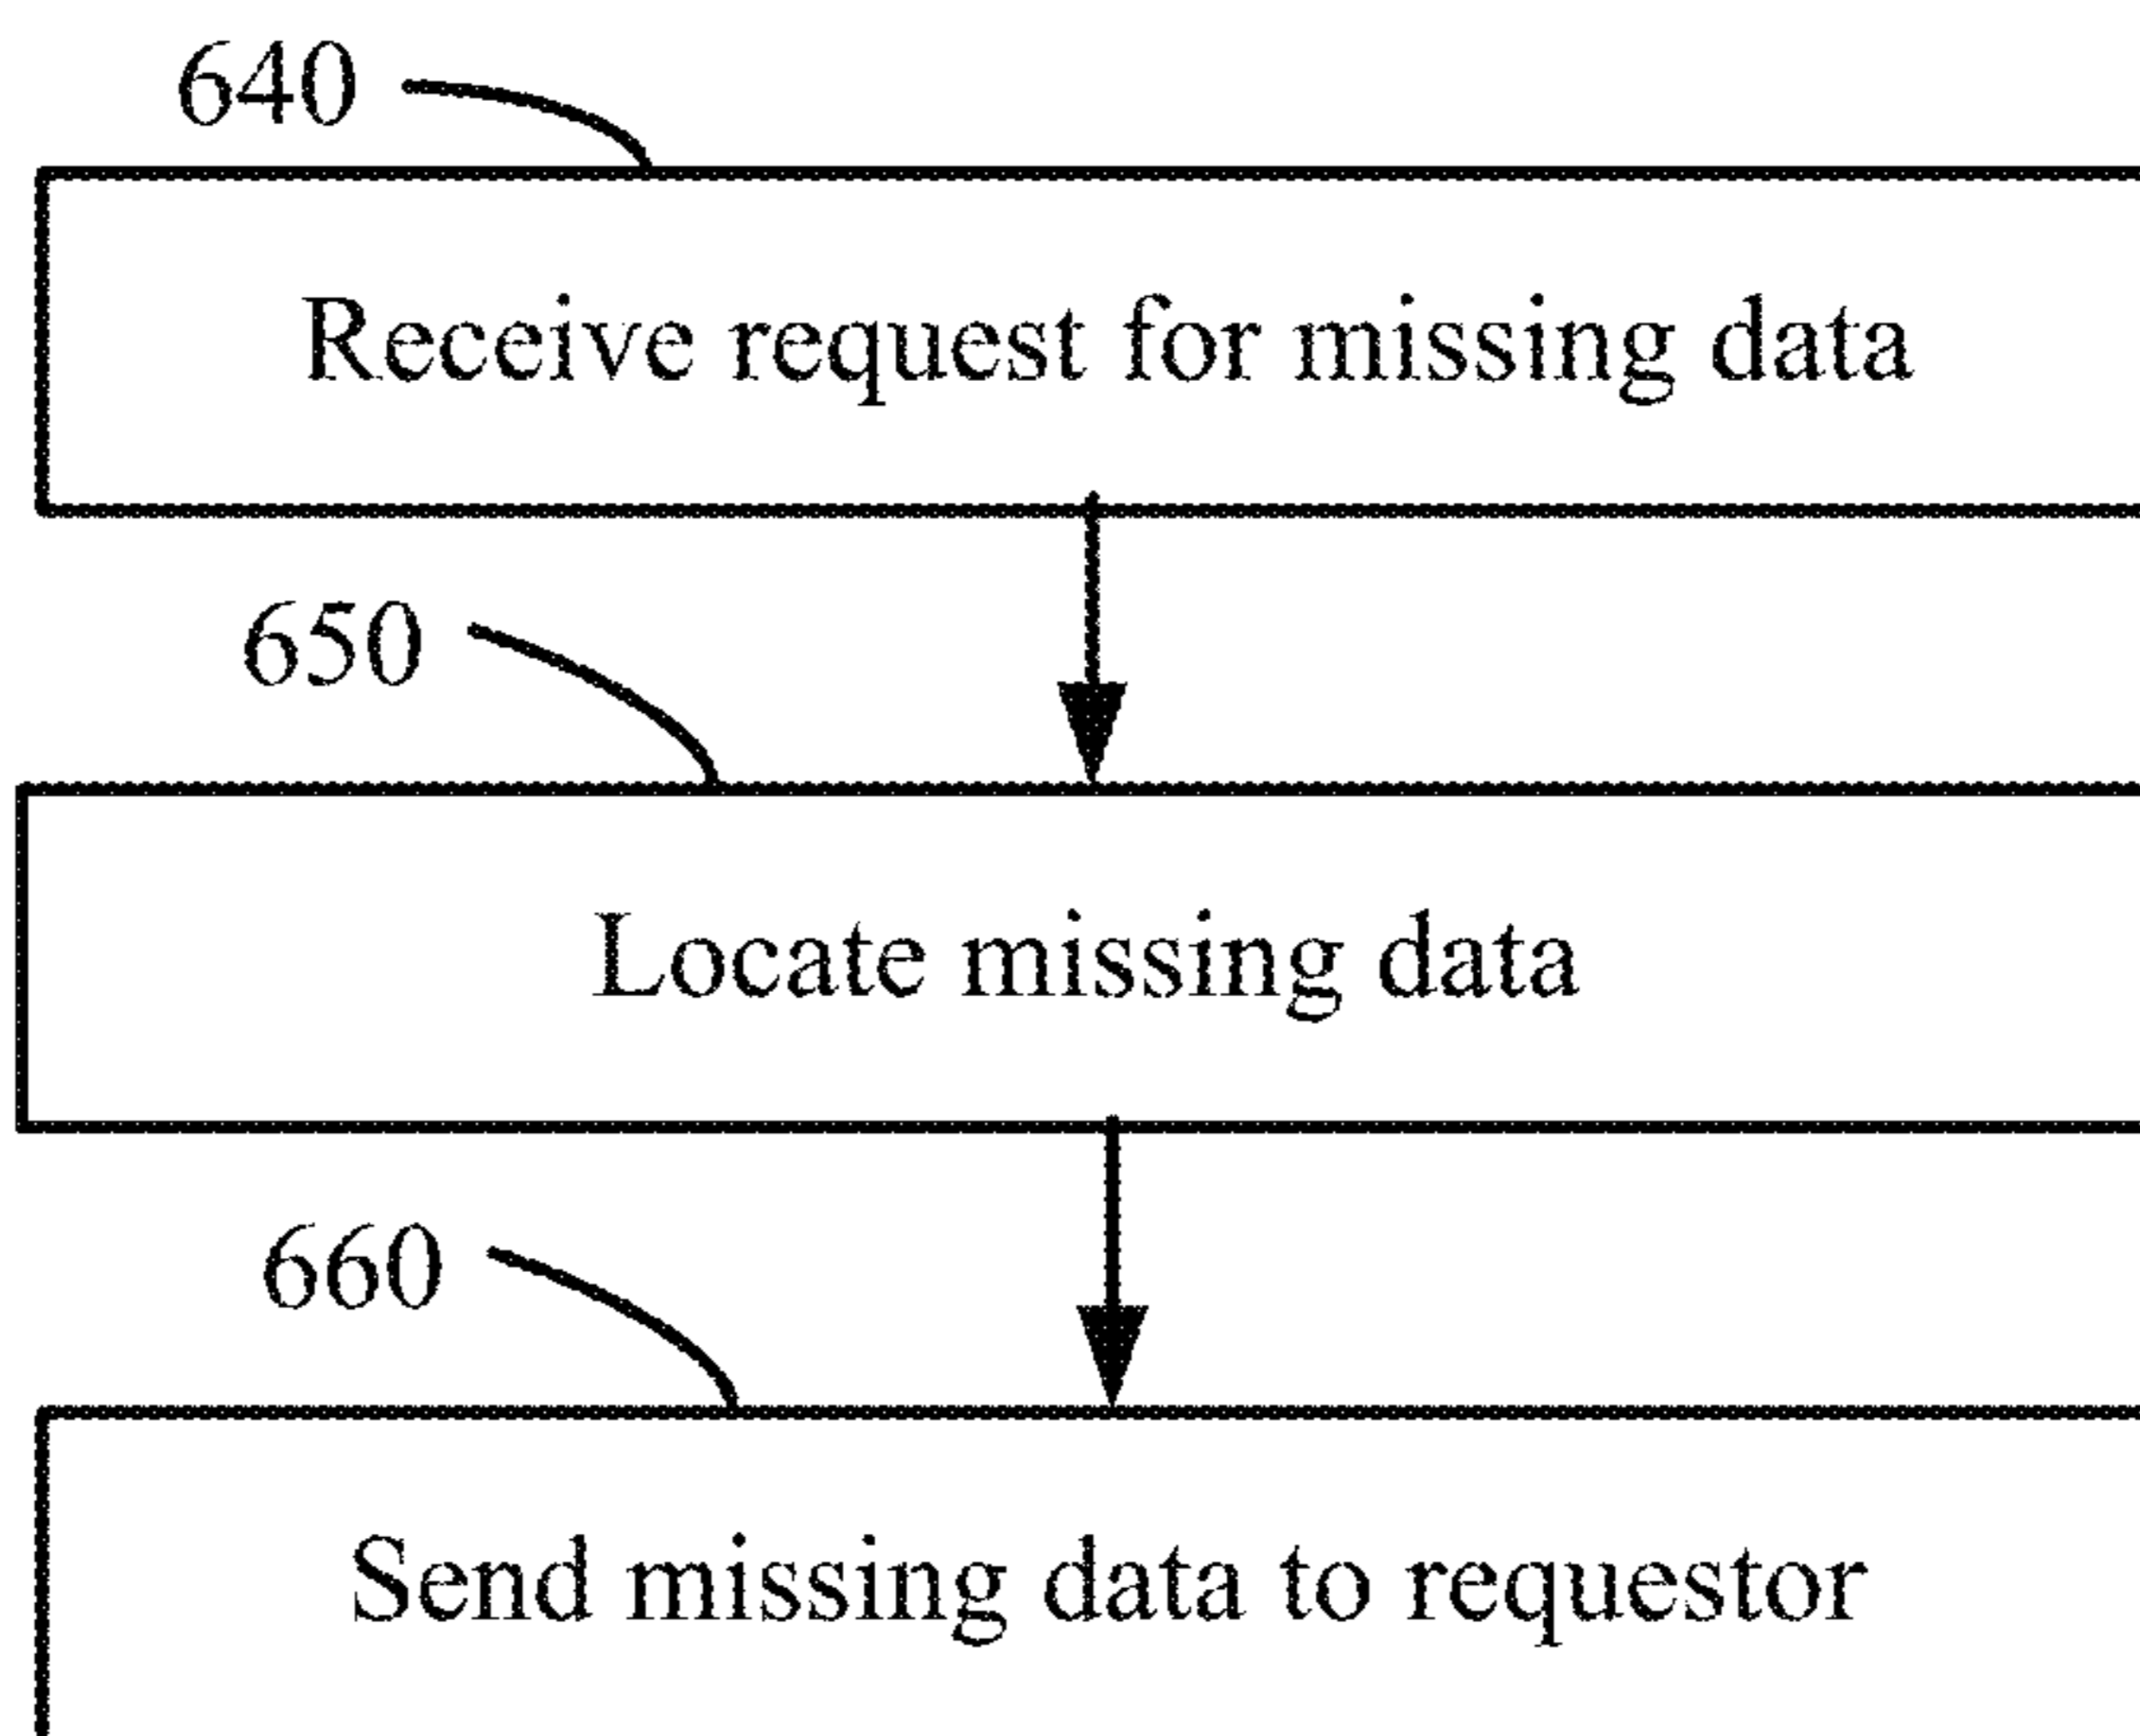 640
Receive request for missing data
650
Locate missing data
660
Send missing data to requestor